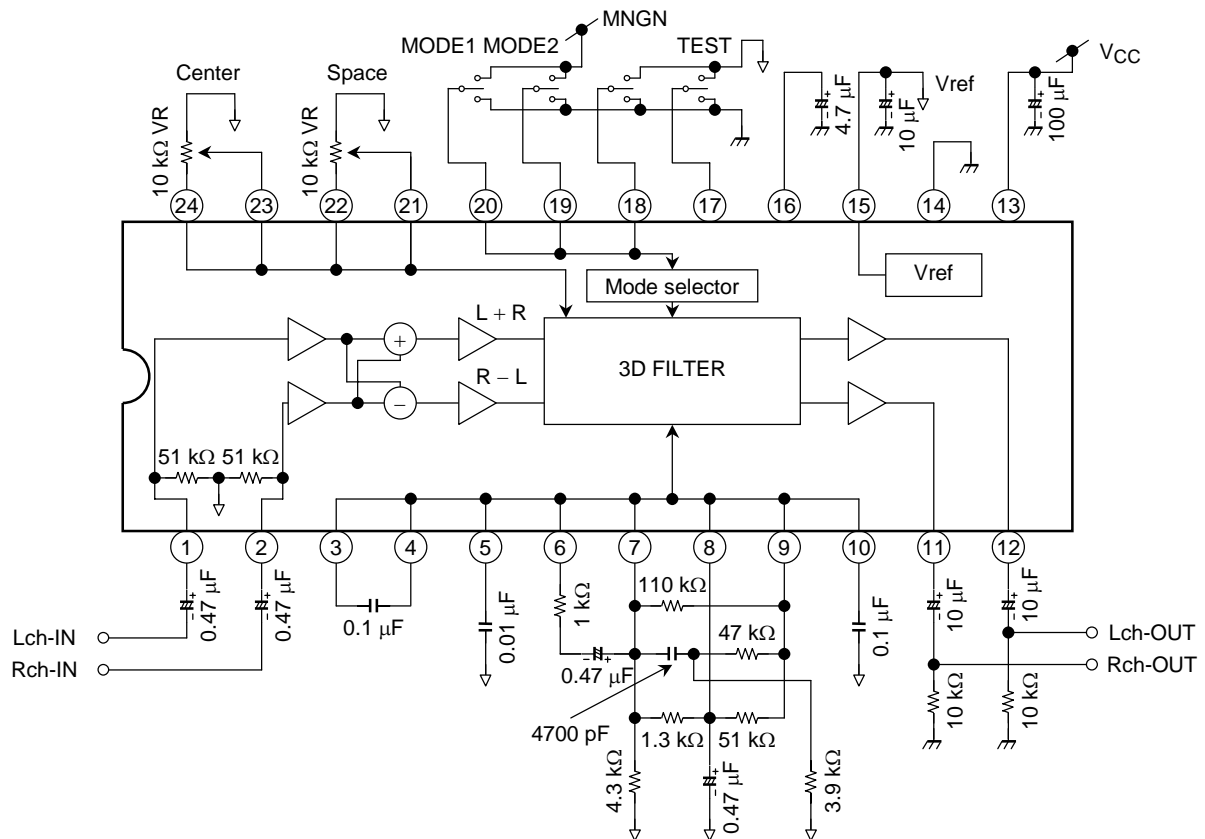 MNGN
MODE1 MODE2
TEST
VCC
Center
Space
Vref
10 kΩ VR
10 kΩ VR
4.7 μF
10 μF
100 μF
24
23
22
21
20
19
18
17
16
15
14
13
Vref
Mode selector
L + R
3D FILTER
R − L
+
−
51 kΩ
51 kΩ
1
2
3
4
5
6
7
8
9
10
11
12
0.47 μF
0.47 μF
0.1 μF
0.01 μF
1 kΩ
110 kΩ
47 kΩ
0.47 μF
0.1 μF
10 μF
10 μF
Lch-IN
Rch-IN
Lch-OUT
Rch-OUT
4700 pF
1.3 kΩ
51 kΩ
4.3 kΩ
0.47 μF
3.9 kΩ
10 kΩ
10 kΩ